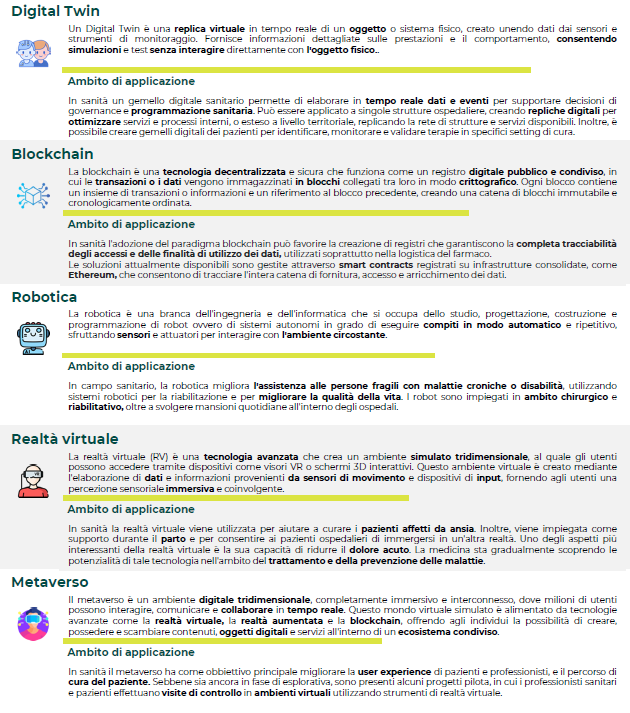 Digital Twin
Un Digital Twin è una replica virtuale in tempo reale di un oggetto o sistema fisico, creato unendo dati dai sensori e
strumenti di monitoraggio. Fornisce informazioni dettagliate sulle prestazioni e il comportamento, consentendo
simulazioni e test senza interagire direttamente con l'oggetto fisico..
Ambito di applicazione
In sanità un gemello digitale sanitario permette di elaborare in tempo reale dati e eventi per supportare decisioni di
governance e programmazione sanitaria. Può essere applicato a singole strutture ospedaliere, creando repliche digitali per
ottimizzare servizi e processi interni, o esteso a livello territoriale, replicando la rete di strutture e servizi disponibili. Inoltre, è
possibile creare gemelli digitali dei pazienti per identificare, monitorare e validare terapie in specifici setting di cura.
Blockchain
La blockchain è una tecnologia decentralizzata e sicura che funziona come un registro digitale pubblico e condiviso, in
cui le transazioni o i dati vengono immagazzinati in blocchi collegati tra loro in modo crittografico. Ogni blocco contiene
un insieme di transazioni o informazioni e un riferimento al blocco precedente, creando una catena di blocchi immutabile e
cronologicamente ordinata.
Ambito di applicazione
In sanità l'adozione del paradigma blockchain può favorire la creazione di registri che garantiscono la completa tracciabilità
degli accessi e delle finalità di utilizzo dei dati, utilizzati soprattutto nella logistica del farmaco.
Le soluzioni attualmente disponibili sono gestite attraverso smart contracts registrati su infrastrutture consolidate, come
Ethereum, che consentono di tracciare l'intera catena di fornitura, accesso e arricchimento dei dati.
Robotica
La robotica è una branca dell'ingegneria e dell'informatica che si occupa dello studio, progettazione, costruzione e
programmazione di robot ovvero di sistemi autonomi in grado di eseguire compiti in modo automatico e ripetitivo,
sfruttando sensori e attuatori per interagire con l'ambiente circostante.
Ambito di applicazione
In campo sanitario, la robotica migliora l'assistenza alle persone fragili con malattie croniche o disabilità, utilizzando
sistemi robotici per la riabilitazione e per migliorare la qualità della vita. I robot sono impiegati in ambito chirurgico e
riabilitativo, oltre a svolgere mansioni quotidiane all'interno degli ospedali.
Realtà virtuale
La realtà virtuale (RV) è una tecnologia avanzata che crea un ambiente simulato tridimensionale, al quale gli utenti
possono accedere tramite dispositivi come visori VR o schermi 3D interattivi. Questo ambiente virtuale è creato mediante
l'elaborazione di dati e informazioni provenienti da sensori di movimento e dispositivi di input, fornendo agli utenti una
percezione sensoriale immersiva e coinvolgente.
Ambito di applicazione
In sanità la realtà virtuale viene utilizzata per aiutare a curare i pazienti affetti da ansia. Inoltre, viene impiegata come
supporto durante il parto e per consentire ai pazienti ospedalieri di immergersi in un'altra realtà. Uno degli aspetti più
interessanti della realtà virtuale è la sua capacità di ridurre il dolore acuto. La medicina sta gradualmente scoprendo le
potenzialità di tale tecnologia nell'ambito del trattamento e della prevenzione delle malattie.
Metaverso
Il metaverso è un ambiente digitale tridimensionale, completamente immersivo e interconnesso, dove milioni di utenti
possono interagire, comunicare e collaborare in tempo reale. Questo mondo virtuale simulato è alimentato da tecnologie
avanzate come la realtà virtuale, la realtà aumentata e la blockchain, offrendo agli individui la possibilità di creare,
possedere e scambiare contenuti, oggetti digitali e servizi all'interno di un ecosistema condiviso.
Ambito di applicazione
In sanità il metaverso ha come obbiettivo principale migliorare la user experience di pazienti e professionisti, e il percorso di
cura del paziente. Sebbene sia ancora in fase di esplorativa, sono presenti alcuni progetti pilota, in cui i professionisti sanitari
e pazienti effettuano visite di controllo in ambienti virtuali utilizzando strumenti di realtà virtuale.